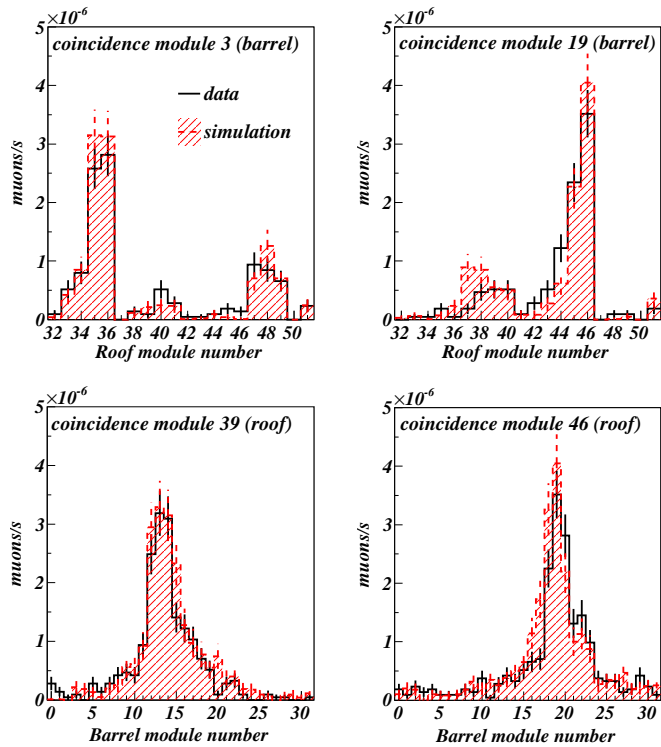 ×10⁻⁶ ×10⁻⁶
coincidence module 3 (barrel) coincidence module 19 (barrel)
data
simulation
muons/s muons/s
5 5
4 4
3 3
2 2
1 1
0 0
32 34 36 38 40 42 44 46 48 50 32 34 36 38 40 42 44 46 48 50
Roof module number Roof module number
×10⁻⁶ ×10⁻⁶
coincidence module 39 (roof) coincidence module 46 (roof)
muons/s muons/s
5 5
4 4
3 3
2 2
1 1
0 0
0 5 10 15 20 25 30 0 5 10 15 20 25 30
Barrel module number Barrel module number